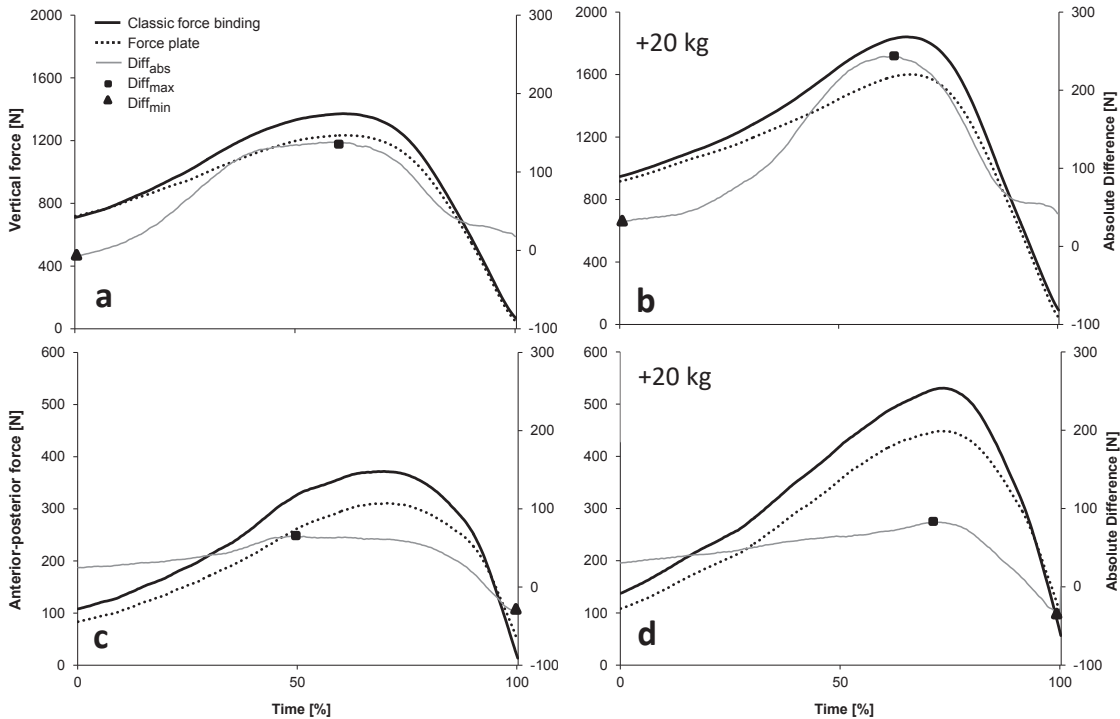 2000
1600
1200
800
400
0
Vertical force [N]
300
200
100
0
-100
Classic force binding
Force plate
Diffabs
Diffmax
Diffmin
a
2000
1600
1200
800
400
0
+20 kg
300
200
100
0
-100
Absolute Difference [N]
b
600
500
400
300
200
100
0
Anterior-posterior force [N]
300
200
100
0
-100
c
0 50 100
Time [%]
600
500
400
300
200
100
0
+20 kg
300
200
100
0
-100
Absolute Difference [N]
d
0 50 100
Time [%]